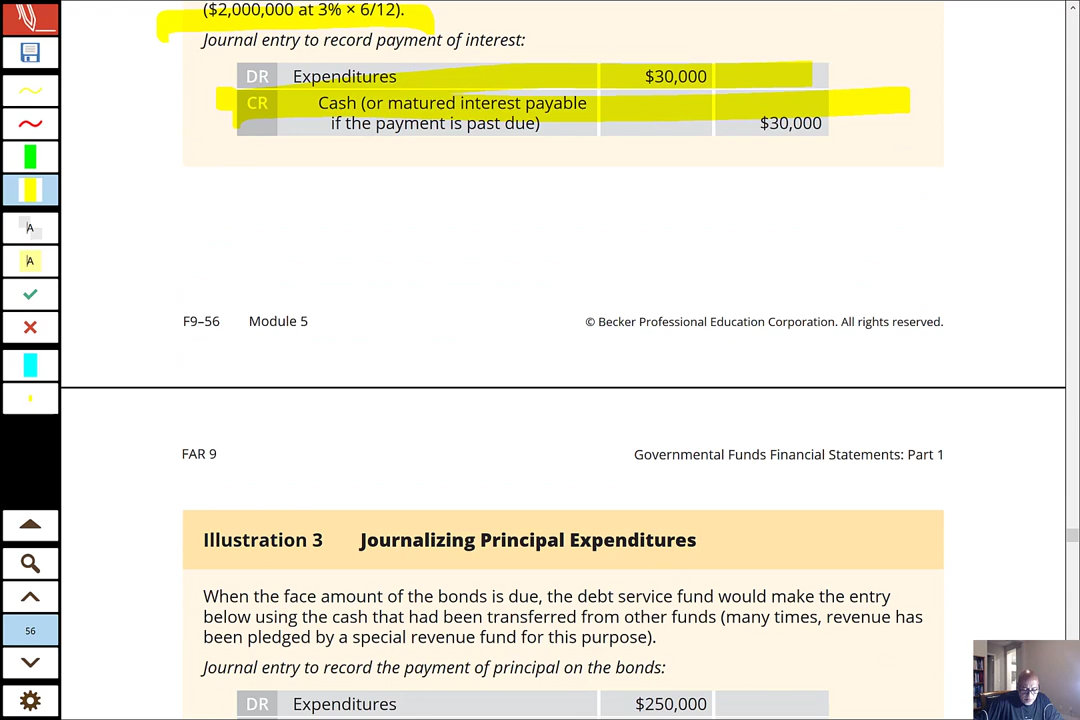 ($2,000,000 at 3% × 6/12).
Journal entry to record payment of interest:
DR Expenditures $30,000
CR Cash (or matured interest payable
if the payment is past due) $30,000
F9–56 Module 5 © Becker Professional Education Corporation. All rights reserved.
FAR 9 Governmental Funds Financial Statements: Part 1
Illustration 3 Journalizing Principal Expenditures
When the face amount of the bonds is due, the debt service fund would make the entry
below using the cash that had been transferred from other funds (many times, revenue has
been pledged by a special revenue fund for this purpose).
Journal entry to record the payment of principal on the bonds:
DR Expenditures $250,000
A
A
56